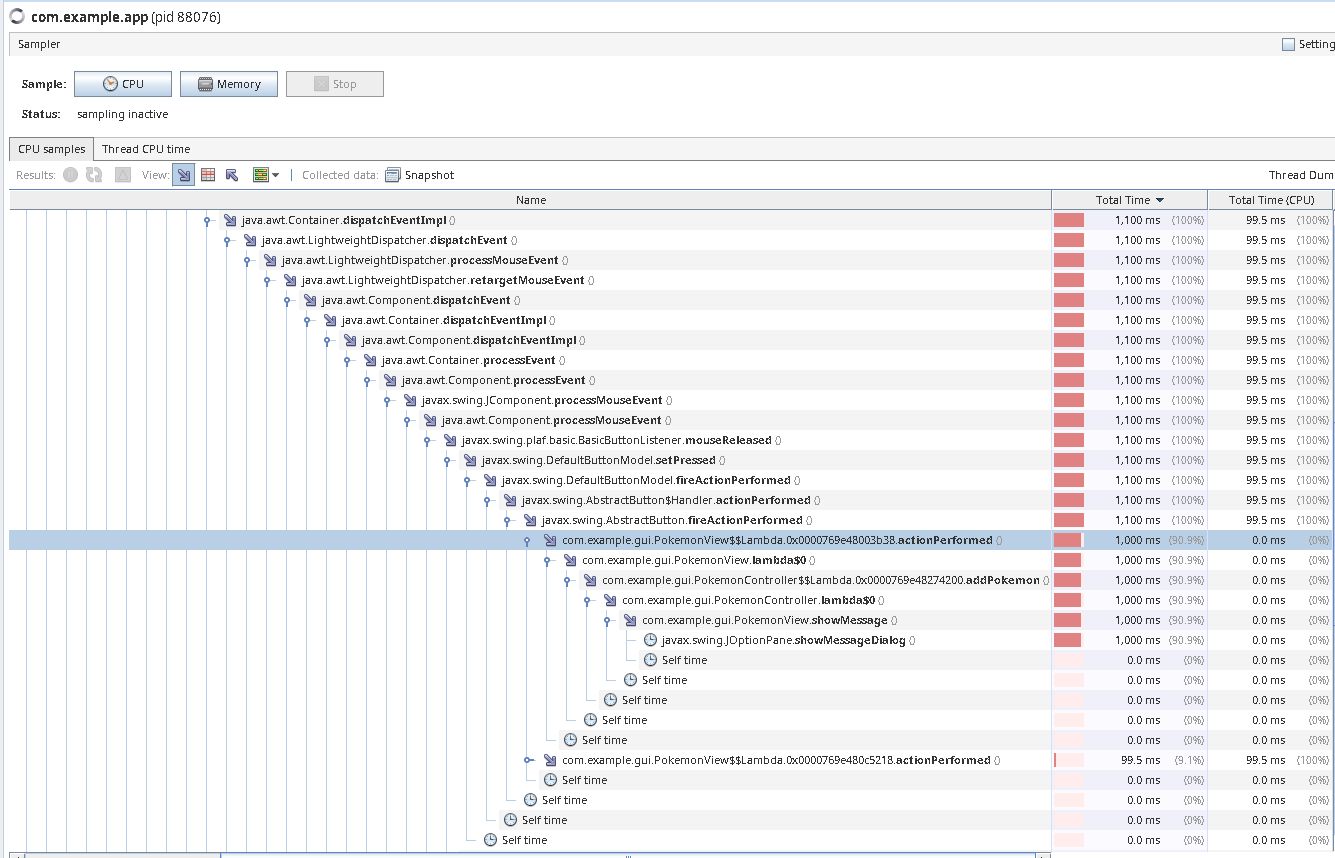 com.example.app (pid 88076)
Sampler Setting
Sample: CPU Memory Stop
Status: sampling inactive
CPU samples Thread CPU time
Results: View: Collected data: Snapshot Thread Dum
Name Total Time Total Time (CPU)
java.awt.Container.dispatchEventImpl () 1,100 ms (100%) 99.5 ms (100%)
java.awt.LightweightDispatcher.dispatchEvent () 1,100 ms (100%) 99.5 ms (100%)
java.awt.LightweightDispatcher.processMouseEvent () 1,100 ms (100%) 99.5 ms (100%)
java.awt.LightweightDispatcher.retargetMouseEvent () 1,100 ms (100%) 99.5 ms (100%)
java.awt.Component.dispatchEvent () 1,100 ms (100%) 99.5 ms (100%)
java.awt.Container.dispatchEventImpl () 1,100 ms (100%) 99.5 ms (100%)
java.awt.Component.dispatchEventImpl () 1,100 ms (100%) 99.5 ms (100%)
java.awt.Container.processEvent () 1,100 ms (100%) 99.5 ms (100%)
java.awt.Component.processEvent () 1,100 ms (100%) 99.5 ms (100%)
javax.swing.JComponent.processMouseEvent () 1,100 ms (100%) 99.5 ms (100%)
java.awt.Component.processMouseEvent () 1,100 ms (100%) 99.5 ms (100%)
javax.swing.plaf.basic.BasicButtonListener.mouseReleased () 1,100 ms (100%) 99.5 ms (100%)
javax.swing.DefaultButtonModel.setPressed () 1,100 ms (100%) 99.5 ms (100%)
javax.swing.DefaultButtonModel.fireActionPerformed () 1,100 ms (100%) 99.5 ms (100%)
javax.swing.AbstractButton$Handler.actionPerformed () 1,100 ms (100%) 99.5 ms (100%)
javax.swing.AbstractButton.fireActionPerformed () 1,100 ms (100%) 99.5 ms (100%)
com.example.gui.PokemonView$$Lambda.0x0000769e48003b38.actionPerformed () 1,000 ms (90.9%) 0.0 ms (0%)
com.example.gui.PokemonView.lambda$0 () 1,000 ms (90.9%) 0.0 ms (0%)
com.example.gui.PokemonController$$Lambda.0x0000769e48274200.addPokemon () 1,000 ms (90.9%) 0.0 ms (0%)
com.example.gui.PokemonController.lambda$0 () 1,000 ms (90.9%) 0.0 ms (0%)
com.example.gui.PokemonView.showMessage () 1,000 ms (90.9%) 0.0 ms (0%)
javax.swing.JOptionPane.showMessageDialog () 1,000 ms (90.9%) 0.0 ms (0%)
Self time 0.0 ms (0%) 0.0 ms (0%)
Self time 0.0 ms (0%) 0.0 ms (0%)
Self time 0.0 ms (0%) 0.0 ms (0%)
Self time 0.0 ms (0%) 0.0 ms (0%)
Self time 0.0 ms (0%) 0.0 ms (0%)
com.example.gui.PokemonView$$Lambda.0x0000769e480c5218.actionPerformed () 99.5 ms (9.1%) 99.5 ms (100%)
Self time 0.0 ms (0%) 0.0 ms (0%)
Self time 0.0 ms (0%) 0.0 ms (0%)
Self time 0.0 ms (0%) 0.0 ms (0%)
Self time 0.0 ms (0%) 0.0 ms (0%)